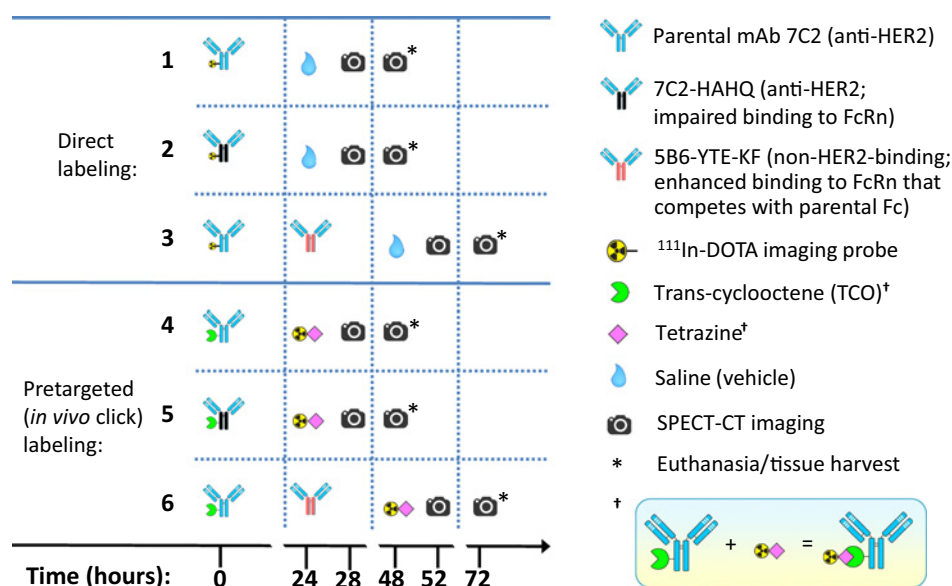 1
*
Direct
labeling:
2
*
3
*
Pretargeted
(in vivo click)
labeling:
4
*
5
*
6
*
Time (hours):
0
24
28
48
52
72
Parental mAb 7C2 (anti-HER2)
7C2-HAHQ (anti-HER2;
impaired binding to FcRn)
5B6-YTE-KF (non-HER2-binding;
enhanced binding to FcRn that
competes with parental Fc)
¹¹¹In-DOTA imaging probe
Trans-cyclooctene (TCO)†
Tetrazine†
Saline (vehicle)
SPECT-CT imaging
* Euthanasia/tissue harvest
†
+ =